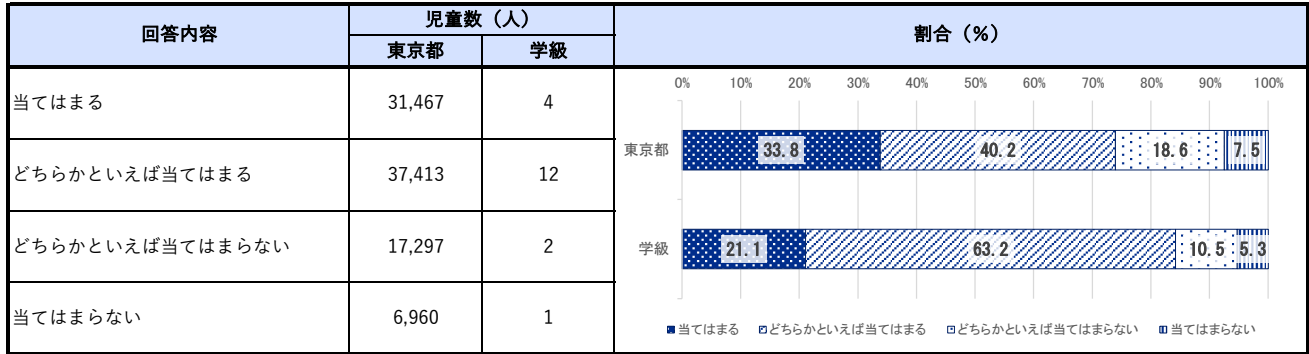 回答内容
児童数（人）
割合（%）
東京都
学級
当てはまる
31,467
4
どちらかといえば当てはまる
37,413
12
どちらかといえば当てはまらない
17,297
2
当てはまらない
6,960
1
0% 10% 20% 30% 40% 50% 60% 70% 80% 90% 100%
東京都 33.8 40.2 18.6 7.5
学級 21.1 63.2 10.5 5.3
当てはまる どちらかといえば当てはまる どちらかといえば当てはまらない 当てはまらない